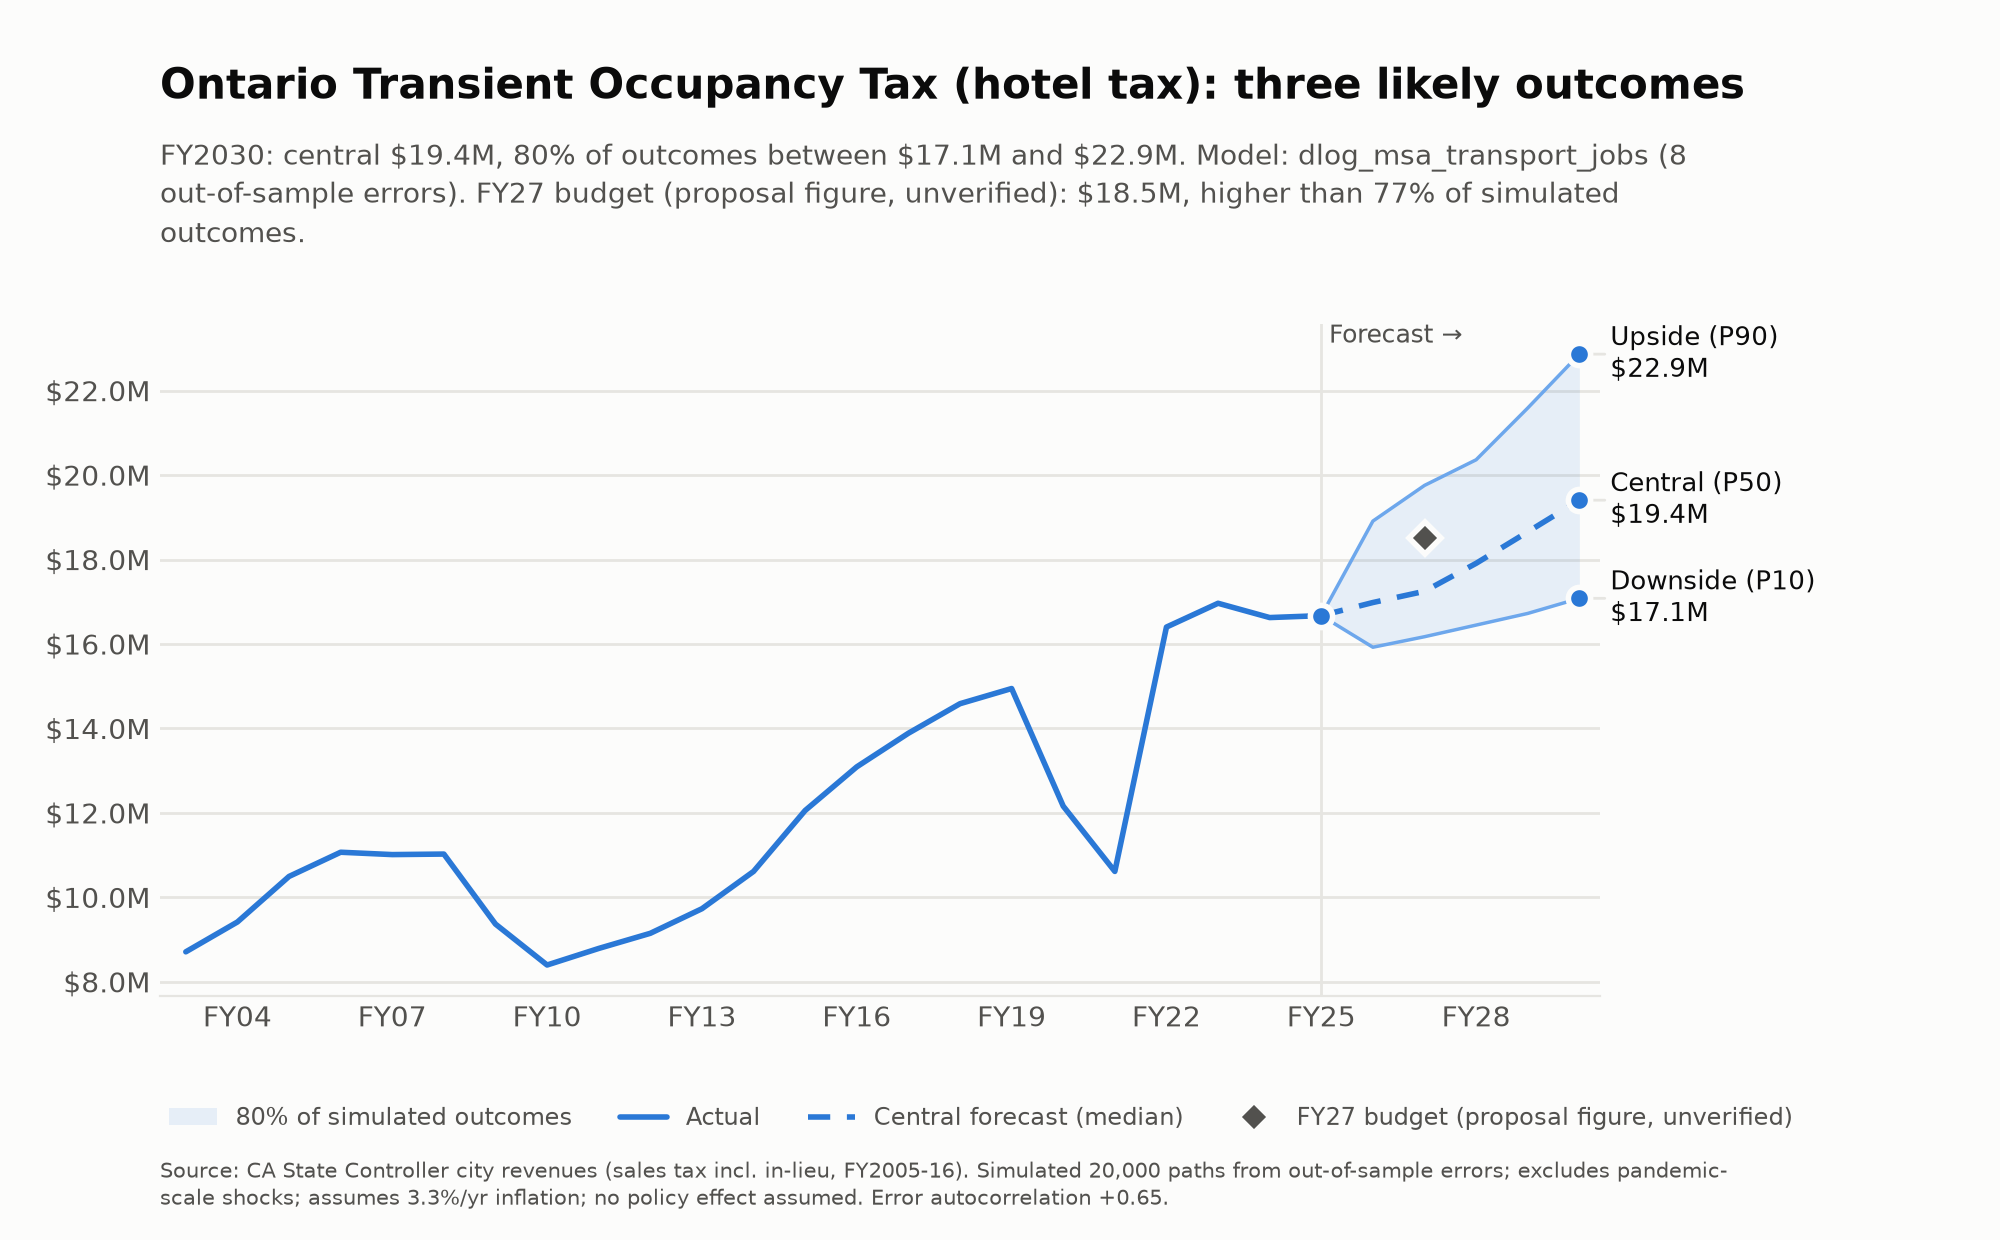 Ontario Transient Occupancy Tax (hotel tax): three likely outcomes
FY2030: central $19.4M, 80% of outcomes between $17.1M and $22.9M. Model: dlog_msa_transport_jobs (8
out-of-sample errors). FY27 budget (proposal figure, unverified): $18.5M, higher than 77% of simulated
outcomes.
Forecast →
Upside (P90)
$22.9M
Central (P50)
$19.4M
Downside (P10)
$17.1M
$22.0M
$20.0M
$18.0M
$16.0M
$14.0M
$12.0M
$10.0M
$8.0M
FY04 FY07 FY10 FY13 FY16 FY19 FY22 FY25 FY28
80% of simulated outcomes Actual Central forecast (median) FY27 budget (proposal figure, unverified)
Source: CA State Controller city revenues (sales tax incl. in-lieu, FY2005-16). Simulated 20,000 paths from out-of-sample errors; excludes pandemic-
scale shocks; assumes 3.3%/yr inflation; no policy effect assumed. Error autocorrelation +0.65.